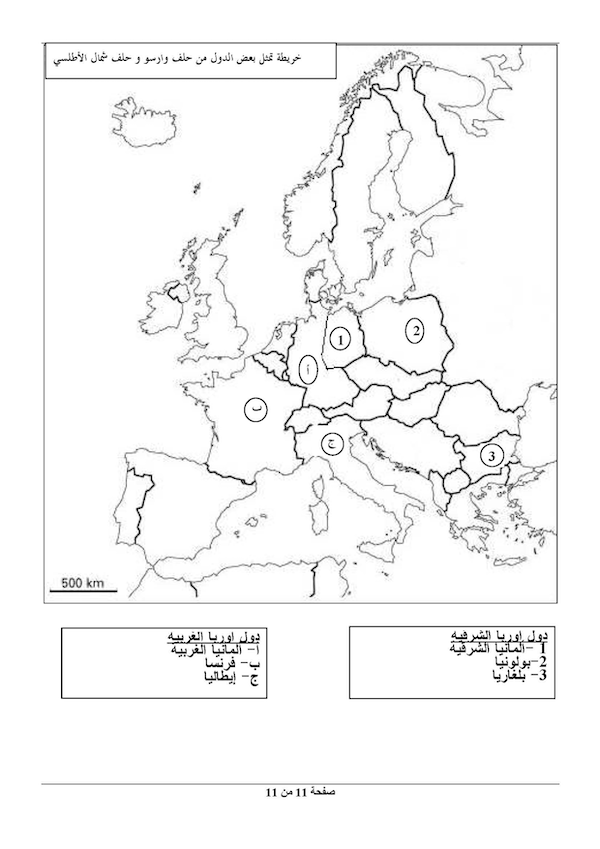 خريطة تمثل بعض الدول من حلف وارسو و حلف شمال الأطلسي
1
2
أ
ب
ج
3
500 km
دول اوربا الشرقيه
1 -ألمانيا الشرقيه
2-بولونيا
3- بلغاريا
دول اوربا الغربيه
ا- ألمانيا الغربيه
ب- فرنسا
ج- إيطاليا
صفحة 11 من 11